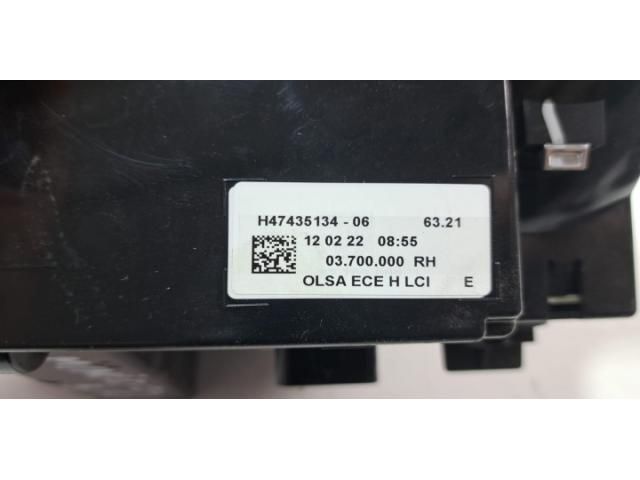 H47435134 - 06 63.21
12 02 22 08:55
03.700.000 RH
OLSA ECE H LCI E